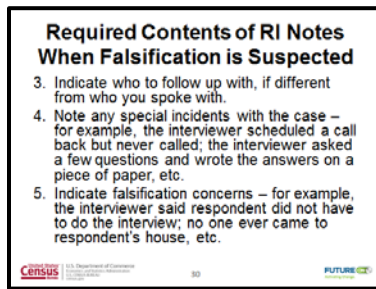 Required Contents of RI Notes
When Falsification is Suspected
3. Indicate who to follow up with, if different
from who you spoke with.
4. Note any special incidents with the case –
for example, the interviewer scheduled a call
back but never called; the interviewer asked
a few questions and wrote the answers on a
piece of paper, etc.
5. Indicate falsification concerns – for example,
the interviewer said respondent did not have
to do the interview; no one ever came to
respondent's house, etc.
United States
Census
Bureau
U.S. Department of Commerce
30
FUTURE